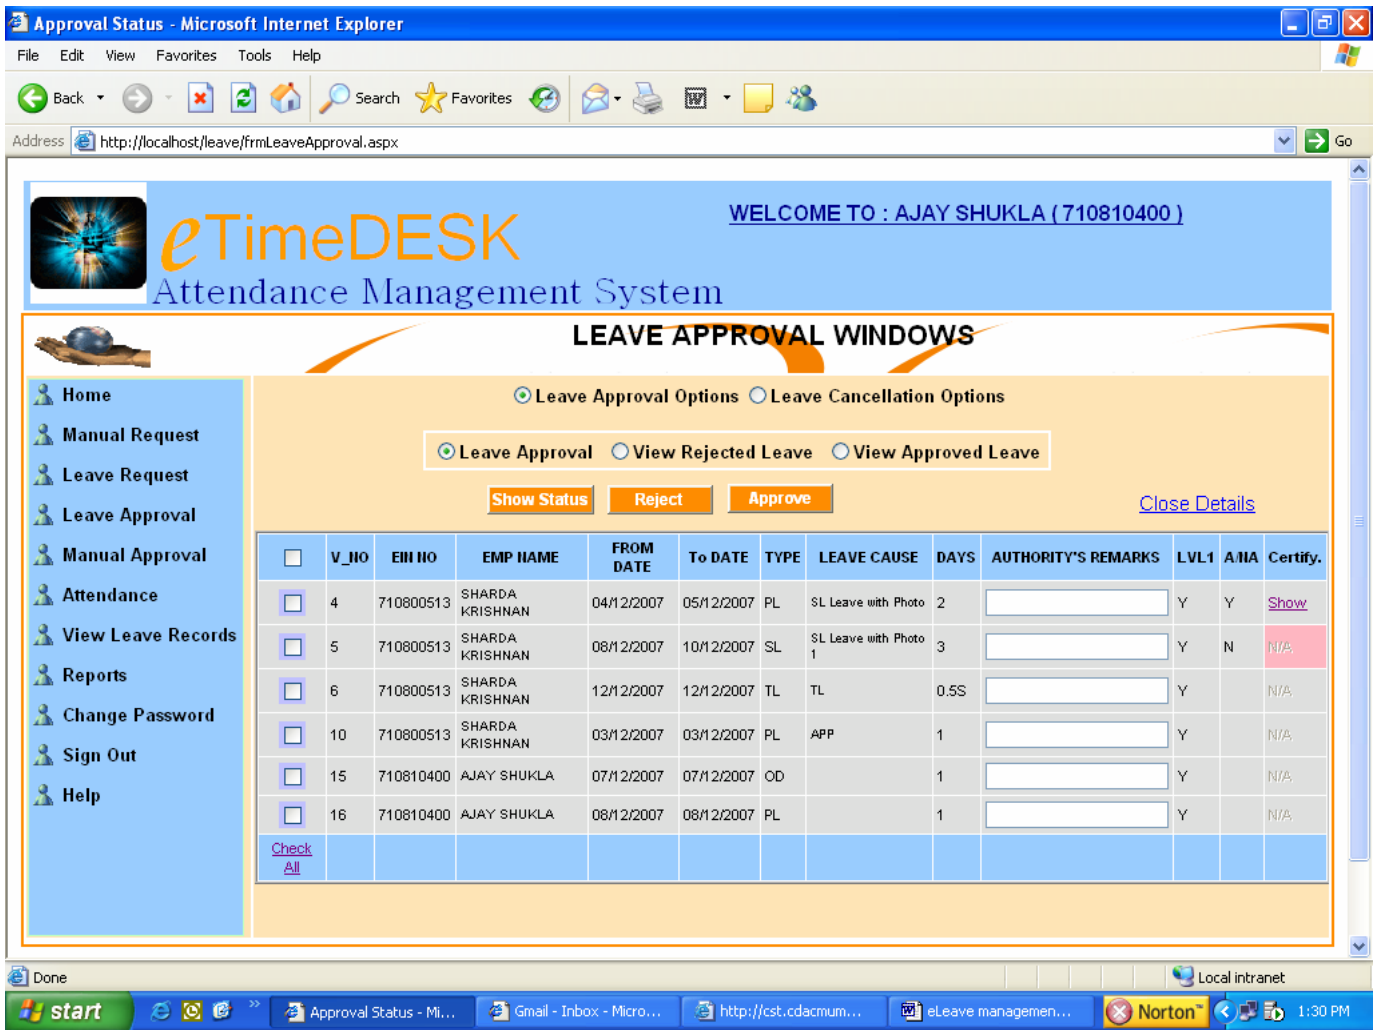 Approval Status - Microsoft Internet Explorer
File Edit View Favorites Tools Help
Back Search Favorites
Address http://localhost/leave/frmLeaveApproval.aspx Go
eTimeDESK
Attendance Management System
WELCOME TO : AJAY SHUKLA ( 710810400 )
LEAVE APPROVAL WINDOWS
Home
Manual Request
Leave Request
Leave Approval
Manual Approval
Attendance
View Leave Records
Reports
Change Password
Sign Out
Help
Leave Approval Options Leave Cancellation Options
Leave Approval View Rejected Leave View Approved Leave
Show Status Reject Approve
Close Details
V_NO EIN NO EMP NAME FROM DATE To DATE TYPE LEAVE CAUSE DAYS AUTHORITY'S REMARKS LVL1 A/NA Certify.
4 710800513 SHARDA KRISHNAN 04/12/2007 05/12/2007 PL SL Leave with Photo 2 Y Y Show
5 710800513 SHARDA KRISHNAN 08/12/2007 10/12/2007 SL SL Leave with Photo 1 3 Y N N/A
6 710800513 SHARDA KRISHNAN 12/12/2007 12/12/2007 TL TL 0.5S Y N/A
10 710800513 SHARDA KRISHNAN 03/12/2007 03/12/2007 PL APP 1 Y N/A
15 710810400 AJAY SHUKLA 07/12/2007 07/12/2007 OD 1 Y N/A
16 710810400 AJAY SHUKLA 08/12/2007 08/12/2007 PL 1 Y N/A
Check All
Done Local intranet
start Approval Status - Mi... Gmail - Inbox - Micro... http://cst.cdacmum... eLeave managemen... Norton™ 1:30 PM